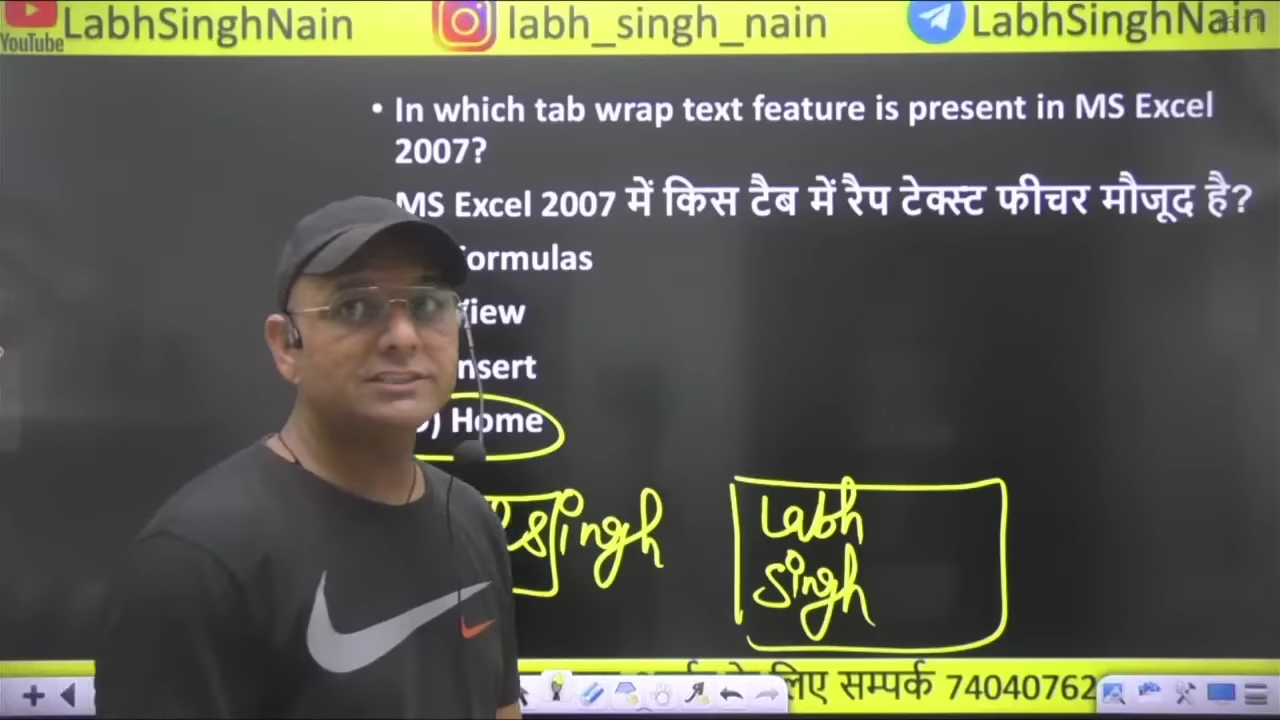 YouTube LabhSinghNain labh_singh_nain LabhSinghNain
• In which tab wrap text feature is present in MS Excel
2007?
MS Excel 2007 में किस टैब में रैप टेक्स्ट फीचर मौजूद है?
ormulas
iew
nsert
) Home
singh
Labh
singh
लिए सम्पर्क 74040762